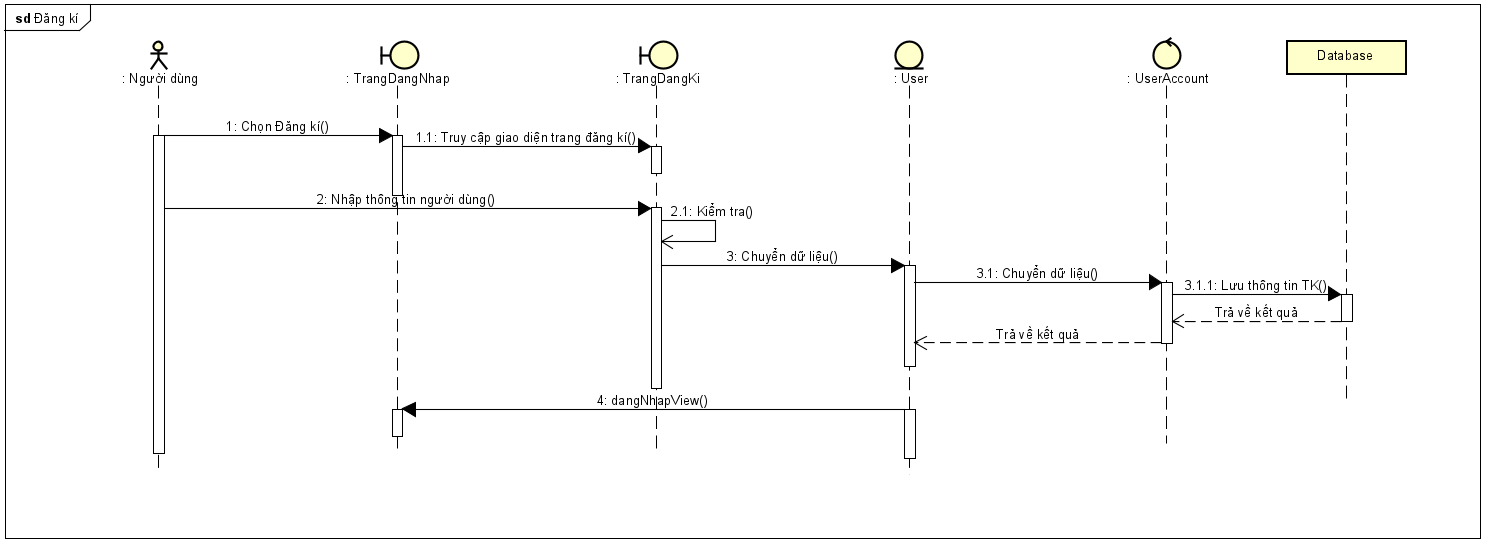 sd Đăng kí
: Người dùng
: TrangDangNhap
: TrangDangKi
: User
: UserAccount
Database
1: Chọn Đăng kí()
1.1: Truy cập giao diện trang đăng kí()
2: Nhập thông tin người dùng()
2.1: Kiểm tra()
3: Chuyển dữ liệu()
3.1: Chuyển dữ liệu()
3.1.1: Lưu thông tin TK()
Trả về kết quả
Trả về kết quả
4: dangNhapView()